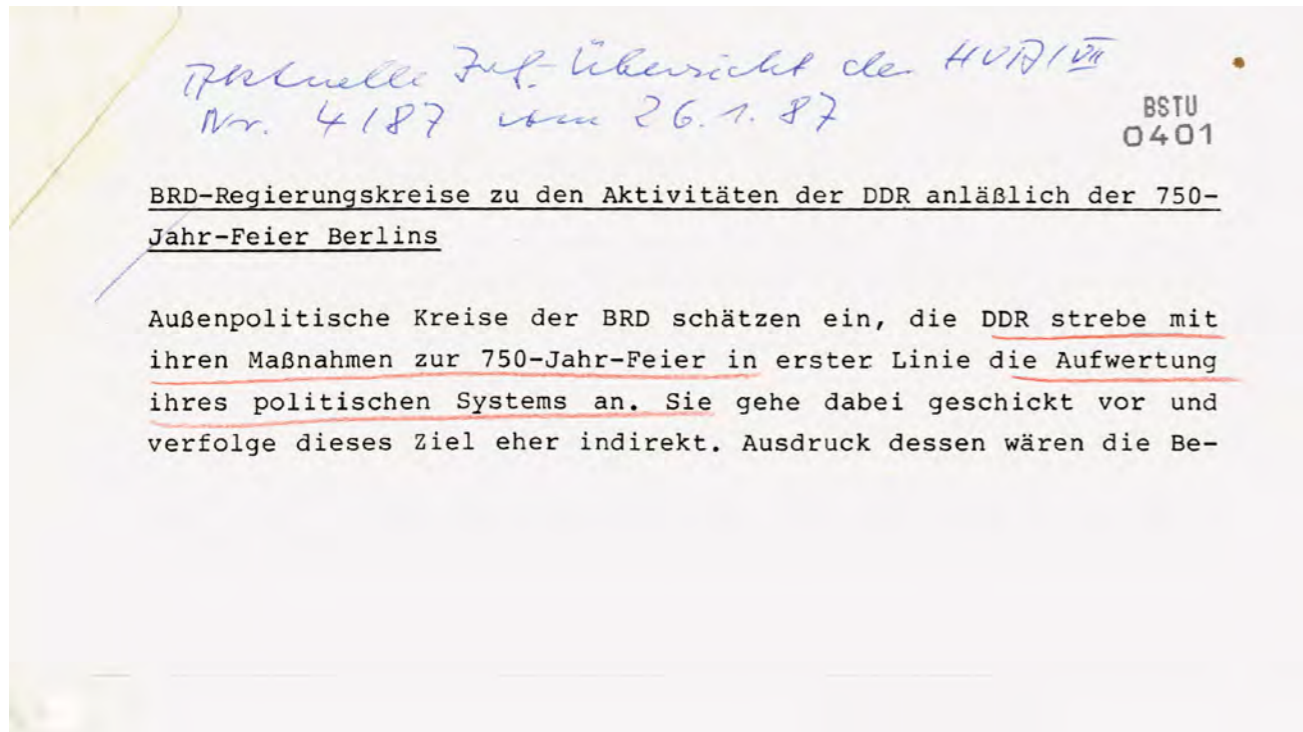 Aktuelle Inf.-Übersicht der HVA/VII
Nr. 4/87 vom 26.1.87
BSTU
0401
BRD-Regierungskreise zu den Aktivitäten der DDR anläßlich der 750-
Jahr-Feier Berlins
Außenpolitische Kreise der BRD schätzen ein, die DDR strebe mit
ihren Maßnahmen zur 750-Jahr-Feier in erster Linie die Aufwertung
ihres politischen Systems an. Sie gehe dabei geschickt vor und
verfolge dieses Ziel eher indirekt. Ausdruck dessen wären die Be-